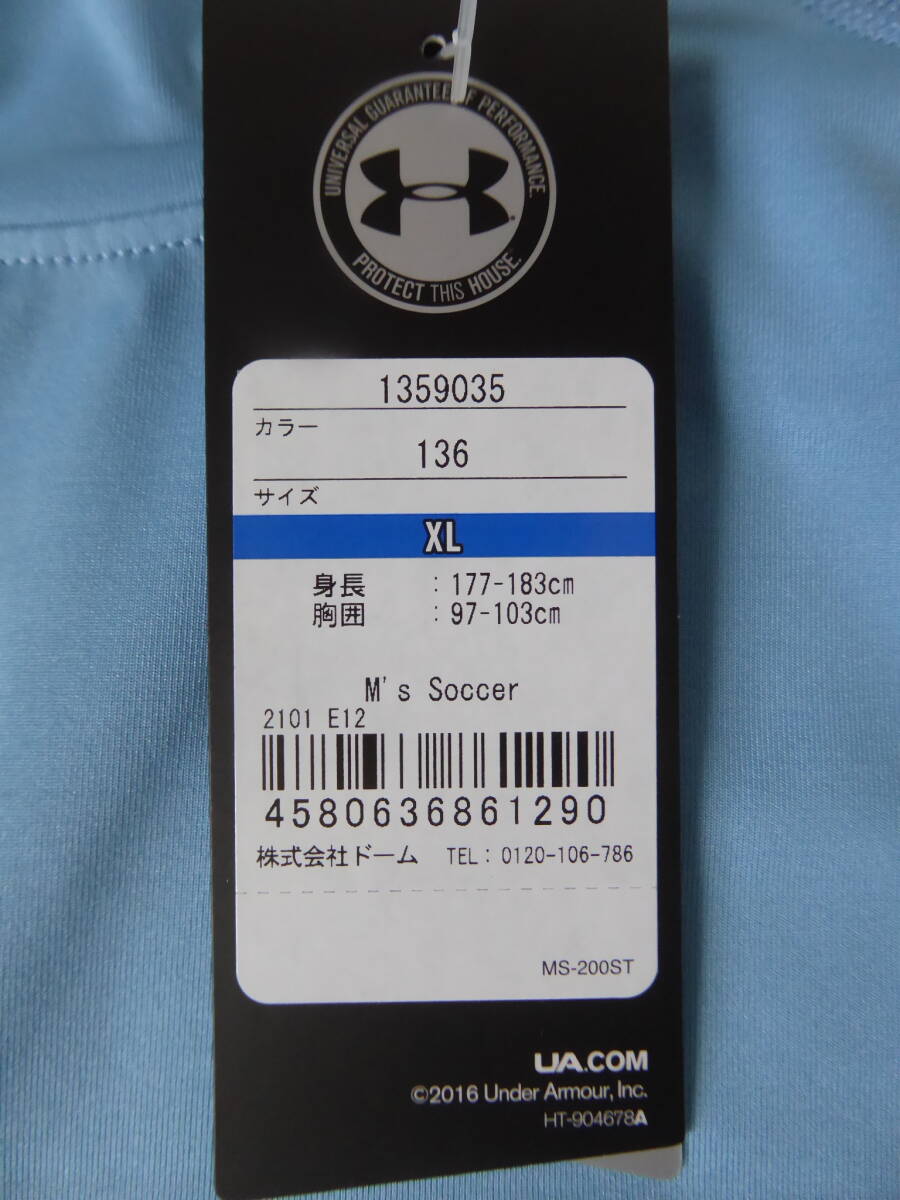 UNIVERSAL GUARANTEE OF PERFORMANCE.
PROTECT THIS HOUSE.
1359035
カラー
136
サイズ
XL
身長 : 177-183cm
胸囲 : 97-103cm
M's Soccer
2101 E12
4580636861290
株式会社ドーム TEL: 0120-106-786
MS-200ST
UA.COM
©2016 Under Armour, Inc.
HT-904678A